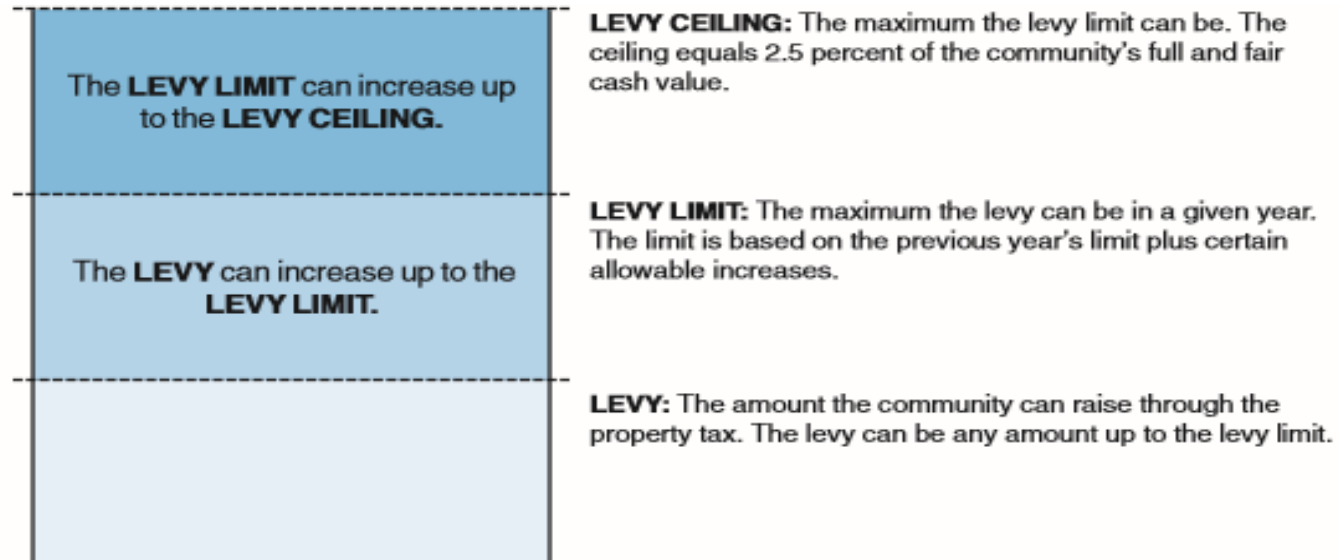 The LEVY LIMIT can increase up
to the LEVY CEILING.
LEVY CEILING: The maximum the levy limit can be. The
ceiling equals 2.5 percent of the community's full and fair
cash value.
The LEVY can increase up to the
LEVY LIMIT.
LEVY LIMIT: The maximum the levy can be in a given year.
The limit is based on the previous year's limit plus certain
allowable increases.
LEVY: The amount the community can raise through the
property tax. The levy can be any amount up to the levy limit.